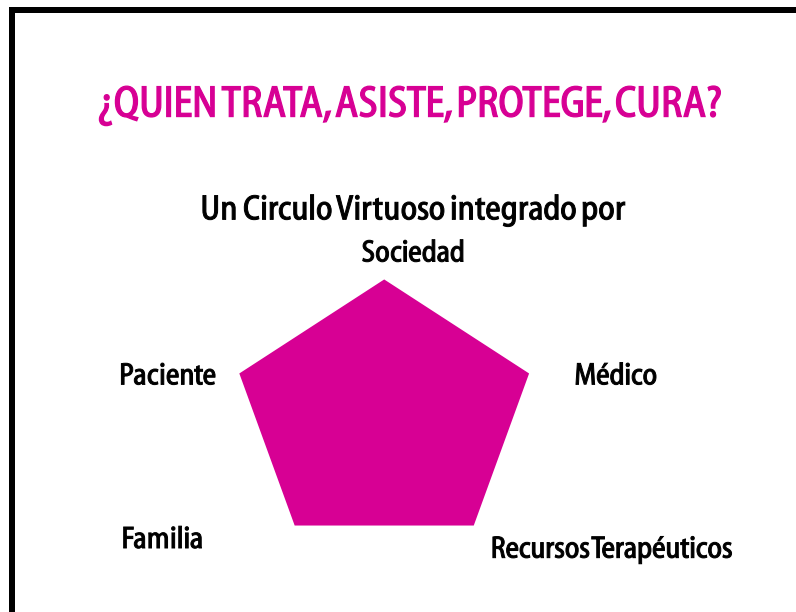 ¿QUIEN TRATA, ASISTE, PROTEGE, CURA?
Un Circulo Virtuoso integrado por
Sociedad
Paciente
Médico
Familia
Recursos Terapéuticos